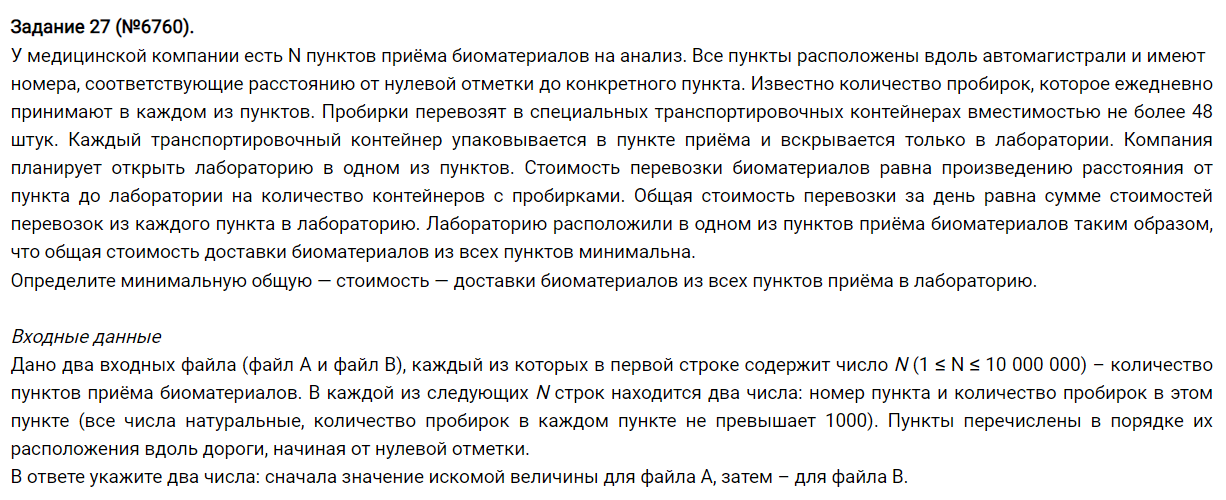 Задание 27 (№6760).
У медицинской компании есть N пунктов приёма биоматериалов на анализ. Все пункты расположены вдоль автомагистрали и имеют
номера, соответствующие расстоянию от нулевой отметки до конкретного пункта. Известно количество пробирок, которое ежедневно
принимают в каждом из пунктов. Пробирки перевозят в специальных транспортировочных контейнерах вместимостью не более 48
штук. Каждый транспортировочный контейнер упаковывается в пункте приёма и вскрывается только в лаборатории. Компания
планирует открыть лабораторию в одном из пунктов. Стоимость перевозки биоматериалов равна произведению расстояния от
пункта до лаборатории на количество контейнеров с пробирками. Общая стоимость перевозки за день равна сумме стоимостей
перевозок из каждого пункта в лабораторию. Лабораторию расположили в одном из пунктов приёма биоматериалов таким образом,
что общая стоимость доставки биоматериалов из всех пунктов минимальна.
Определите минимальную общую — стоимость — доставки биоматериалов из всех пунктов приёма в лабораторию.
Входные данные
Дано два входных файла (файл A и файл B), каждый из которых в первой строке содержит число N (1 ≤ N ≤ 10 000 000) – количество
пунктов приёма биоматериалов. В каждой из следующих N строк находится два числа: номер пункта и количество пробирок в этом
пункте (все числа натуральные, количество пробирок в каждом пункте не превышает 1000). Пункты перечислены в порядке их
расположения вдоль дороги, начиная от нулевой отметки.
В ответе укажите два числа: сначала значение искомой величины для файла А, затем – для файла B.